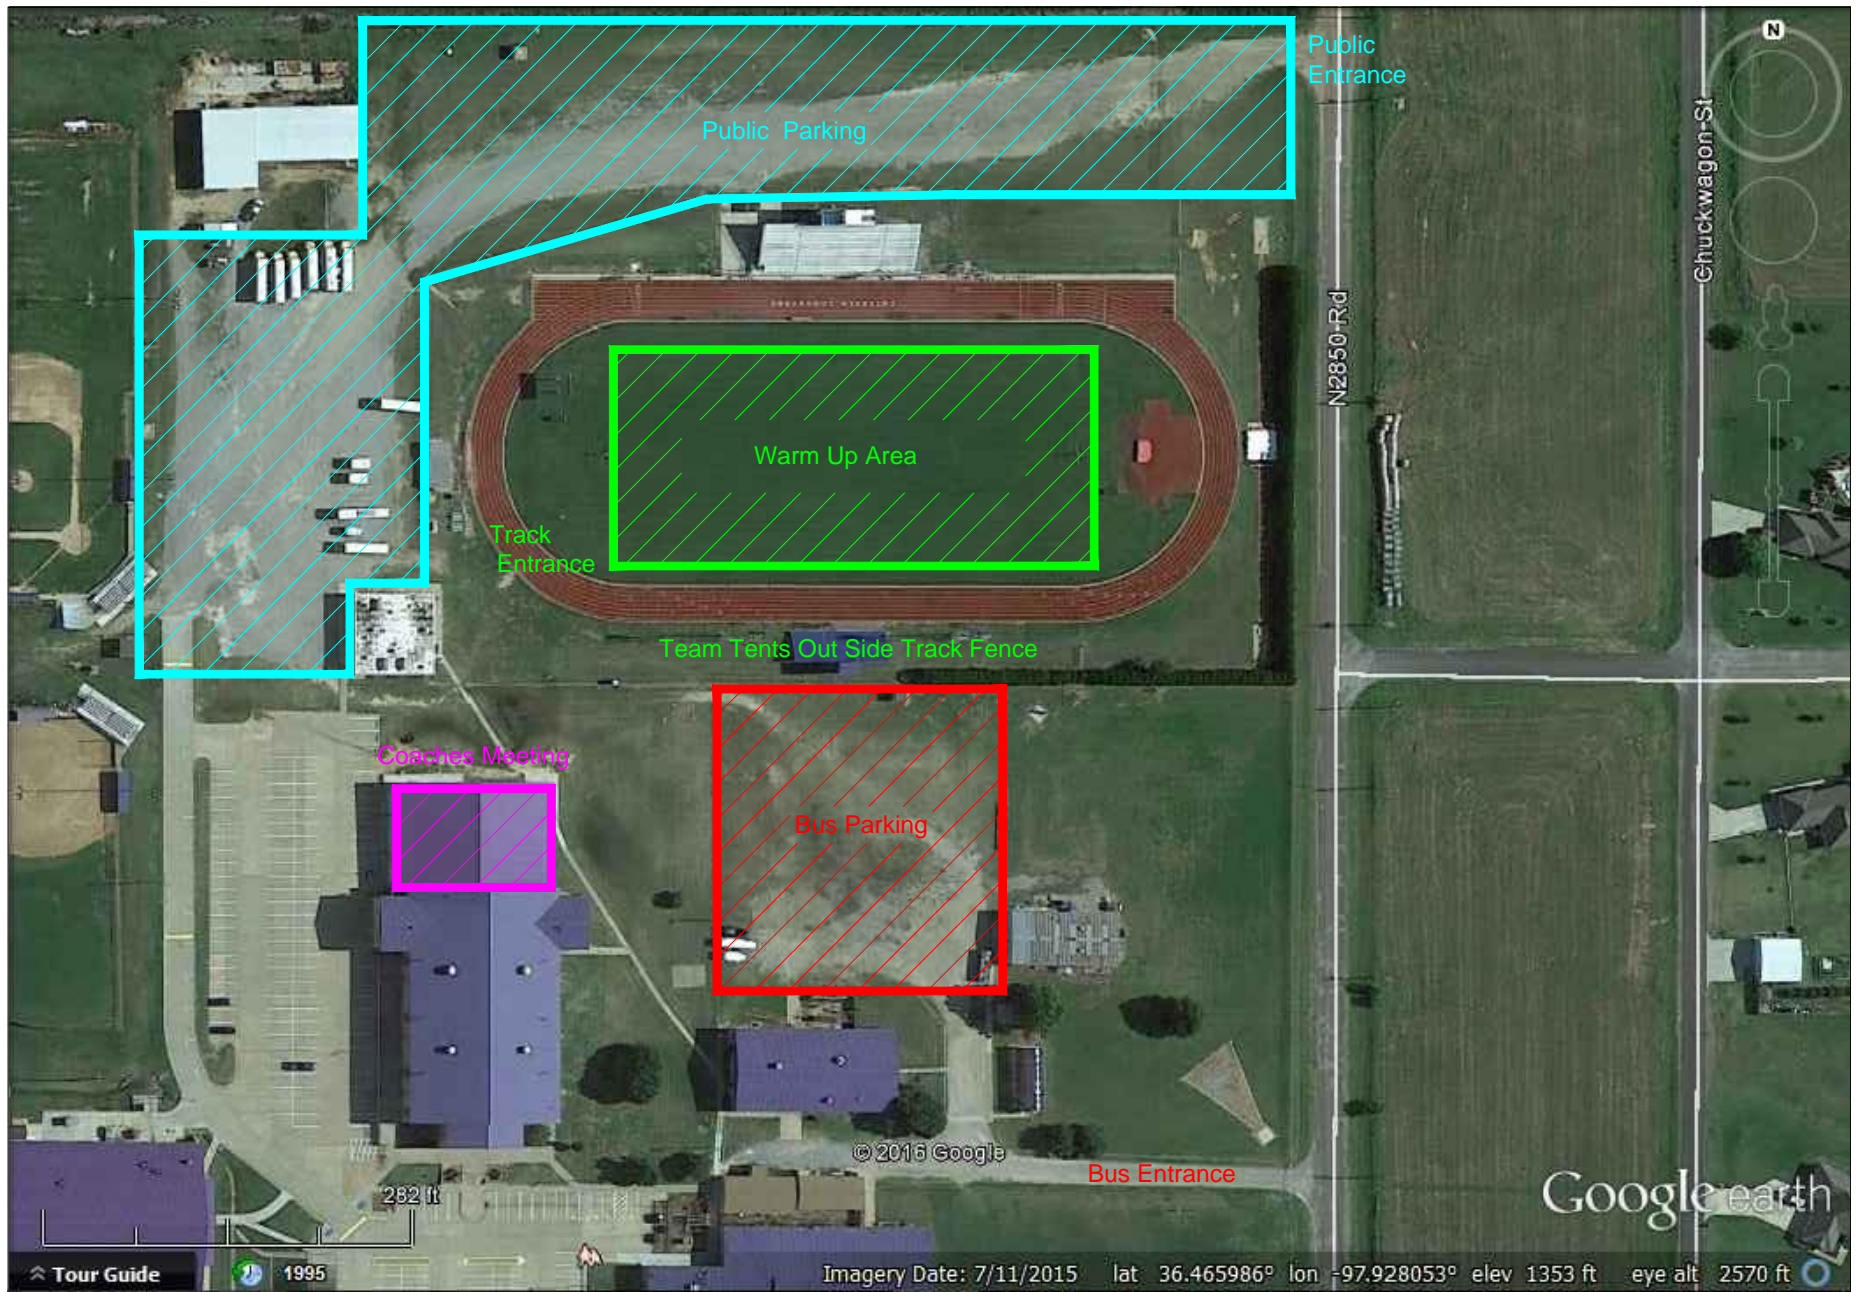 N
Public
Entrance
Public Parking
Chuckwagon-St
N2850-Rd
Warm Up Area
Track
Entrance
Team Tents Out Side Track Fence
Coaches Meeting
Bus Parking
© 2016 Google
Bus Entrance
282 ft
Google earth
Tour Guide
1995
Imagery Date: 7/11/2015 lat 36.465986° lon -97.928053° elev 1353 ft eye alt 2570 ft